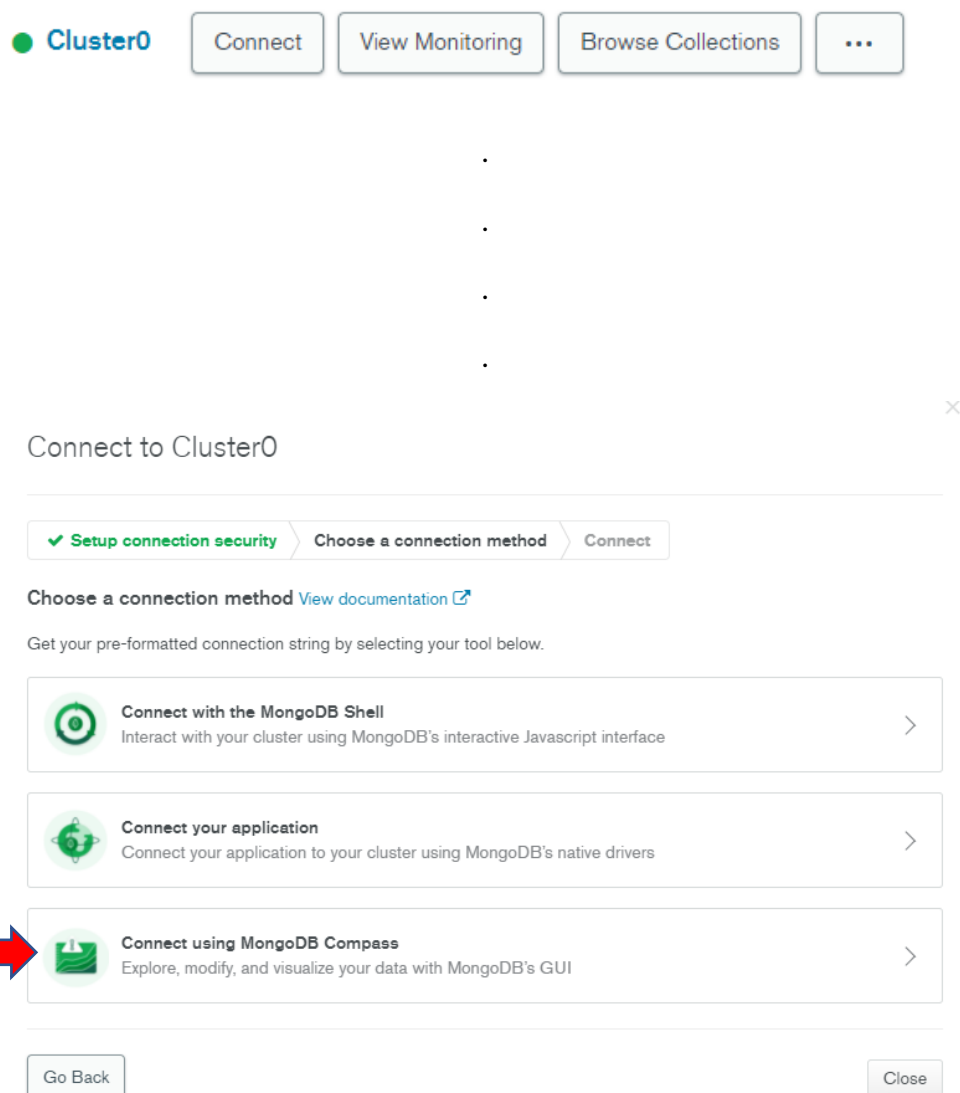 Cluster0 Connect View Monitoring Browse Collections ...
.
.
.
.
×
Connect to Cluster0
✔ Setup connection security Choose a connection method Connect
Choose a connection method View documentation
Get your pre-formatted connection string by selecting your tool below.
Connect with the MongoDB Shell
Interact with your cluster using MongoDB's interactive Javascript interface
Connect your application
Connect your application to your cluster using MongoDB's native drivers
Connect using MongoDB Compass
Explore, modify, and visualize your data with MongoDB's GUI
Go Back Close